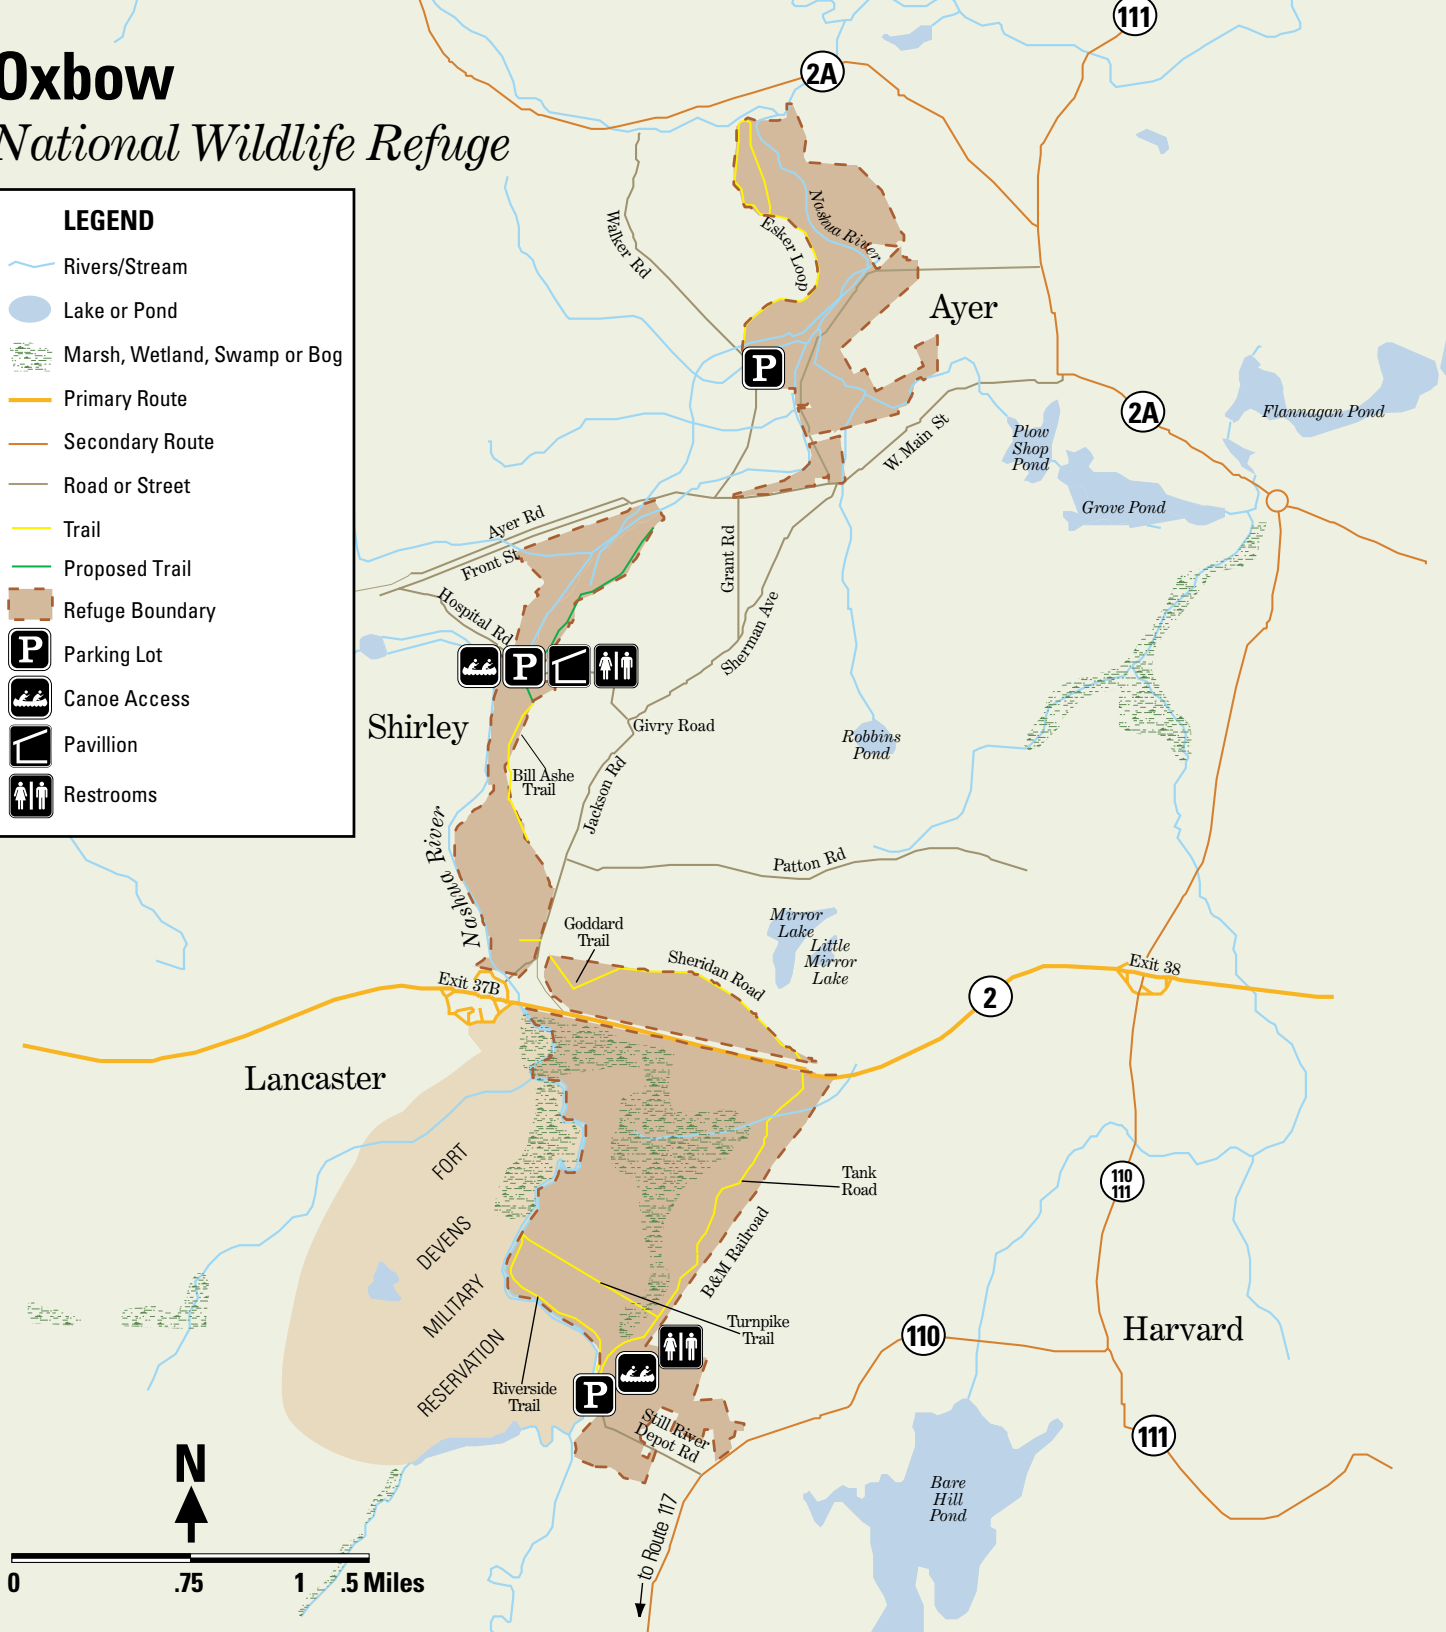 Oxbow
National Wildlife Refuge
LEGEND
Rivers/Stream
Lake or Pond
Marsh, Wetland, Swamp or Bog
Primary Route
Secondary Route
Road or Street
Trail
Proposed Trail
Refuge Boundary
P
Parking Lot
Canoe Access
Pavillion
Restrooms
111
2A
Walker Rd
Nashua River
Esker Loop
Ayer
P
2A
Flannagan Pond
W. Main St
Plow
Shop
Pond
Grove Pond
Ayer Rd
Front St
Grant Rd
Hospital Rd
Sherman Ave
P
Shirley
Givry Road
Robbins
Pond
Bill Ashe
Trail
Jackson Rd
Nashua River
Patton Rd
Goddard
Trail
Mirror
Lake
Little
Mirror
Lake
Sheridan Road
Exit 37B
Exit 38
2
Lancaster
FORT
DEVENS
MILITARY
RESERVATION
Tank
Road
110
111
B&M Railroad
Turnpike
Trail
110
Harvard
Riverside
Trail
P
Still River
Depot Rd
111
Bare
Hill
Pond
to Route 117
N
0 .75 1 .5 Miles